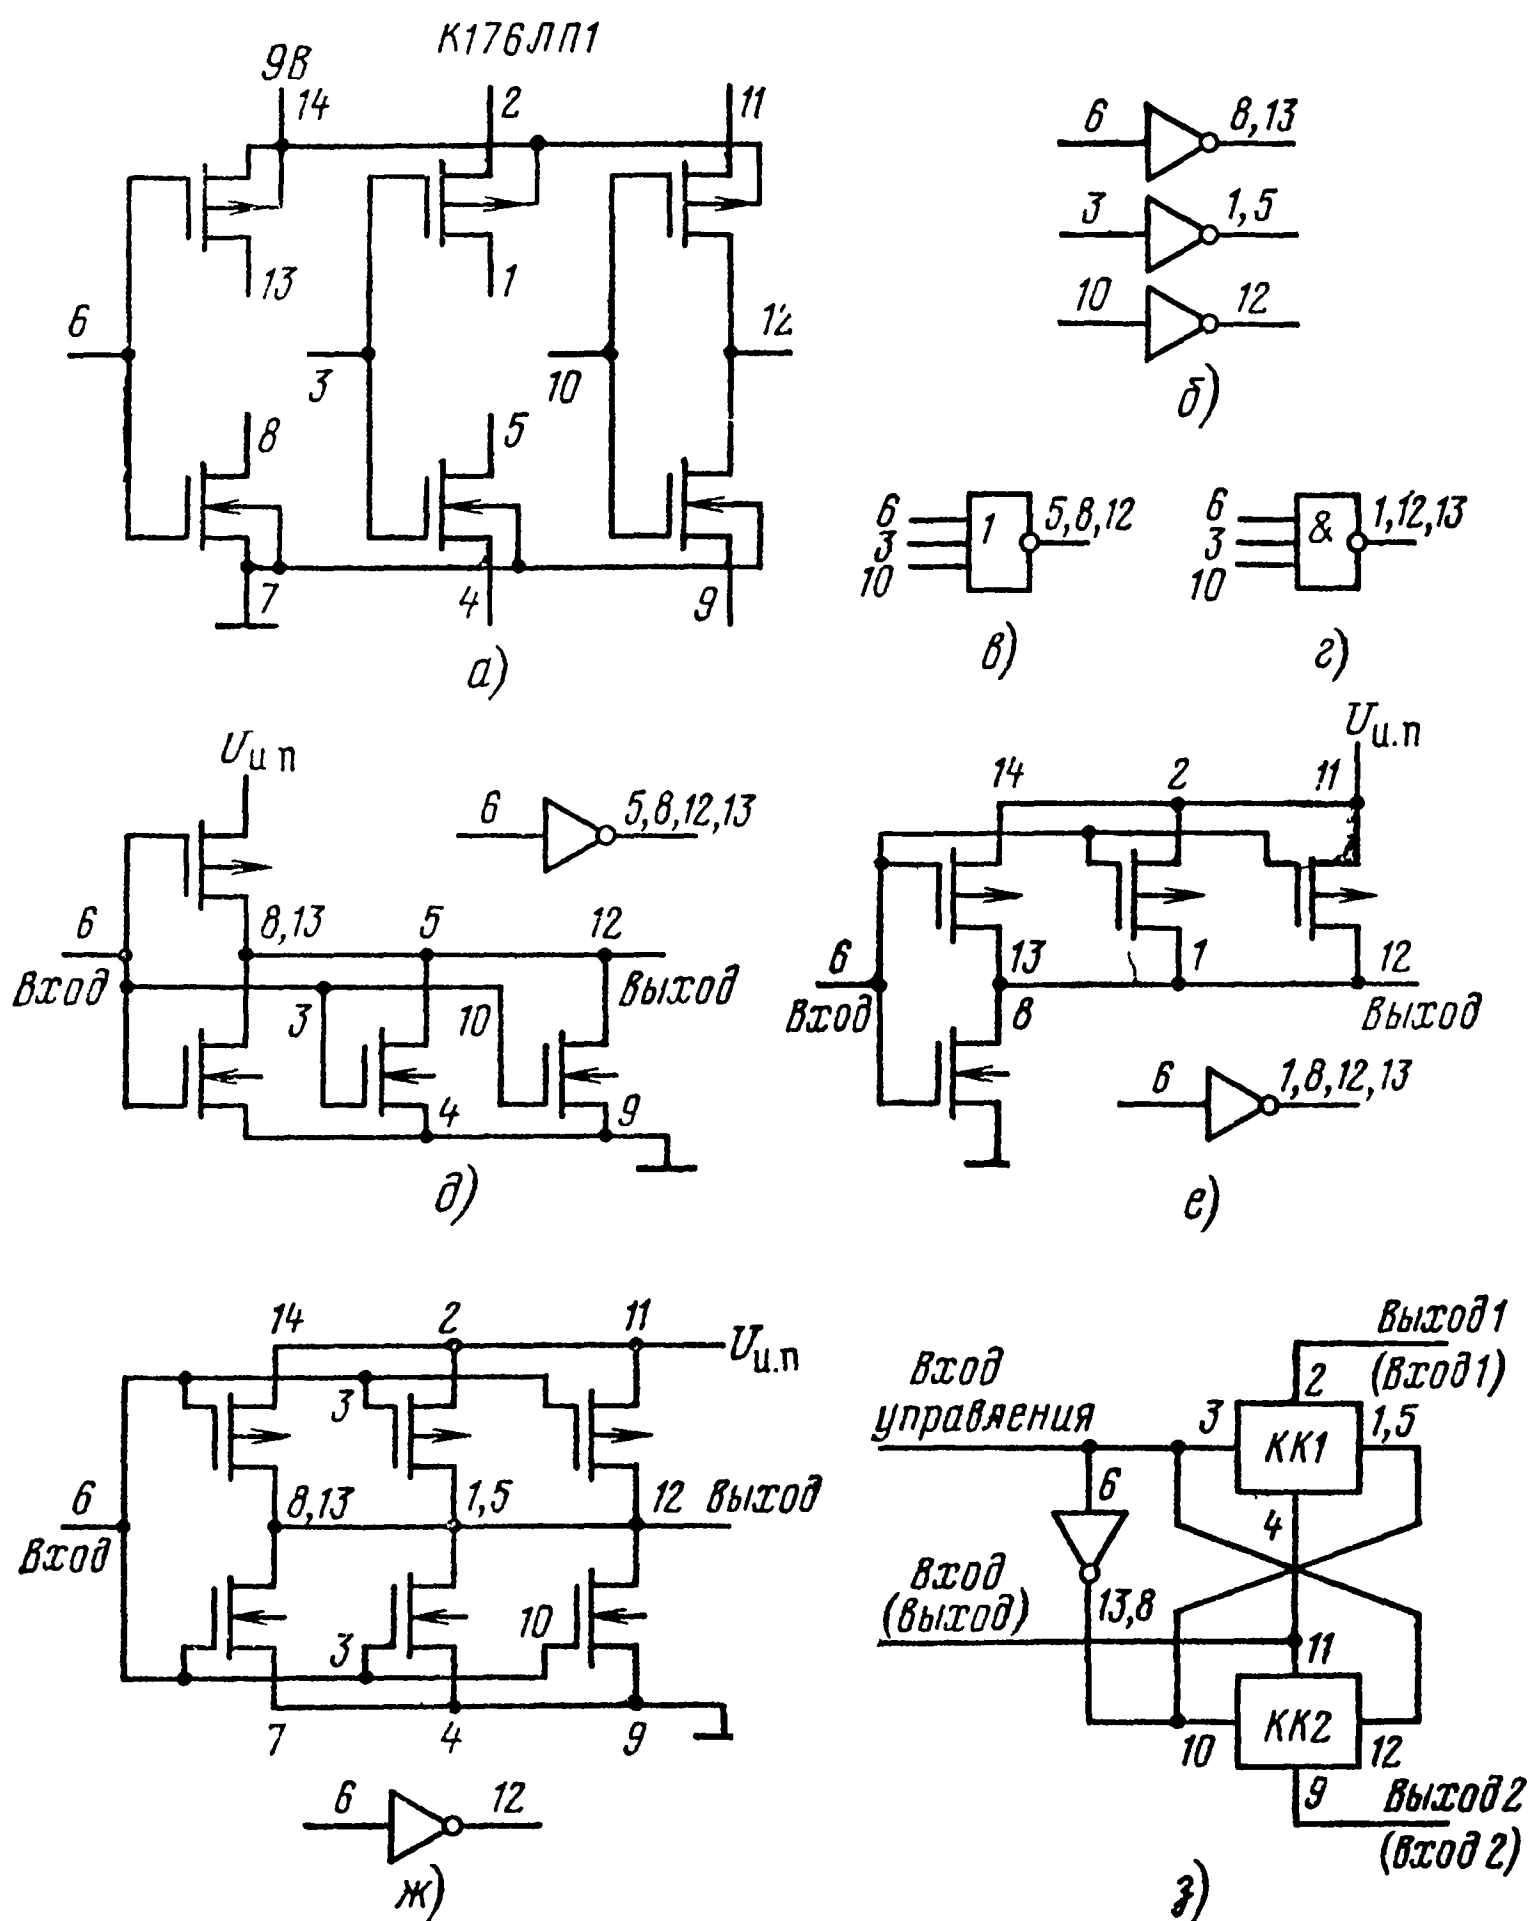 К176ЛП1
9В
14
2
11
13
1
6
3
10
12
8
5
7
4
9
а)
6
8,13
3
1,5
10
12
б)
6
3
10
1
5,8,12
в)
6
3
10
&
1,12,13
г)
Uи п
6
5,8,12,13
6
8,13
5
12
Вход
Выход
3
10
4
9
д)
Uи.п
14
2
11
6
13
1
12
Вход
8
Выход
6
1,8,12,13
е)
14
2
11
Uи.п
3
6
8,13
1,5
12
Выход
Вход
10
3
7
4
9
6
12
ж)
Выход 1
(Вход 1)
Вход
управления
2
3
КК1
1,5
6
4
Вход
(выход)
13,8
11
КК2
10
12
9
Выход 2
(вход 2)
з)